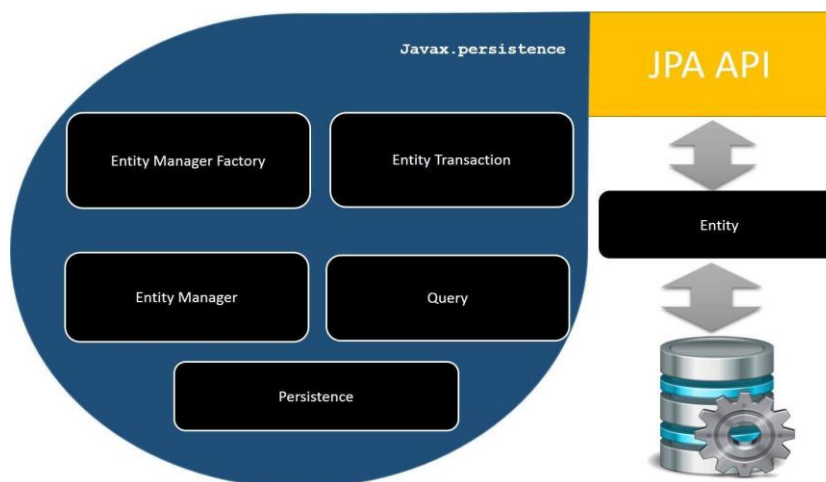 Javax.persistence
JPA API
Entity Manager Factory
Entity Transaction
Entity
Entity Manager
Query
Persistence